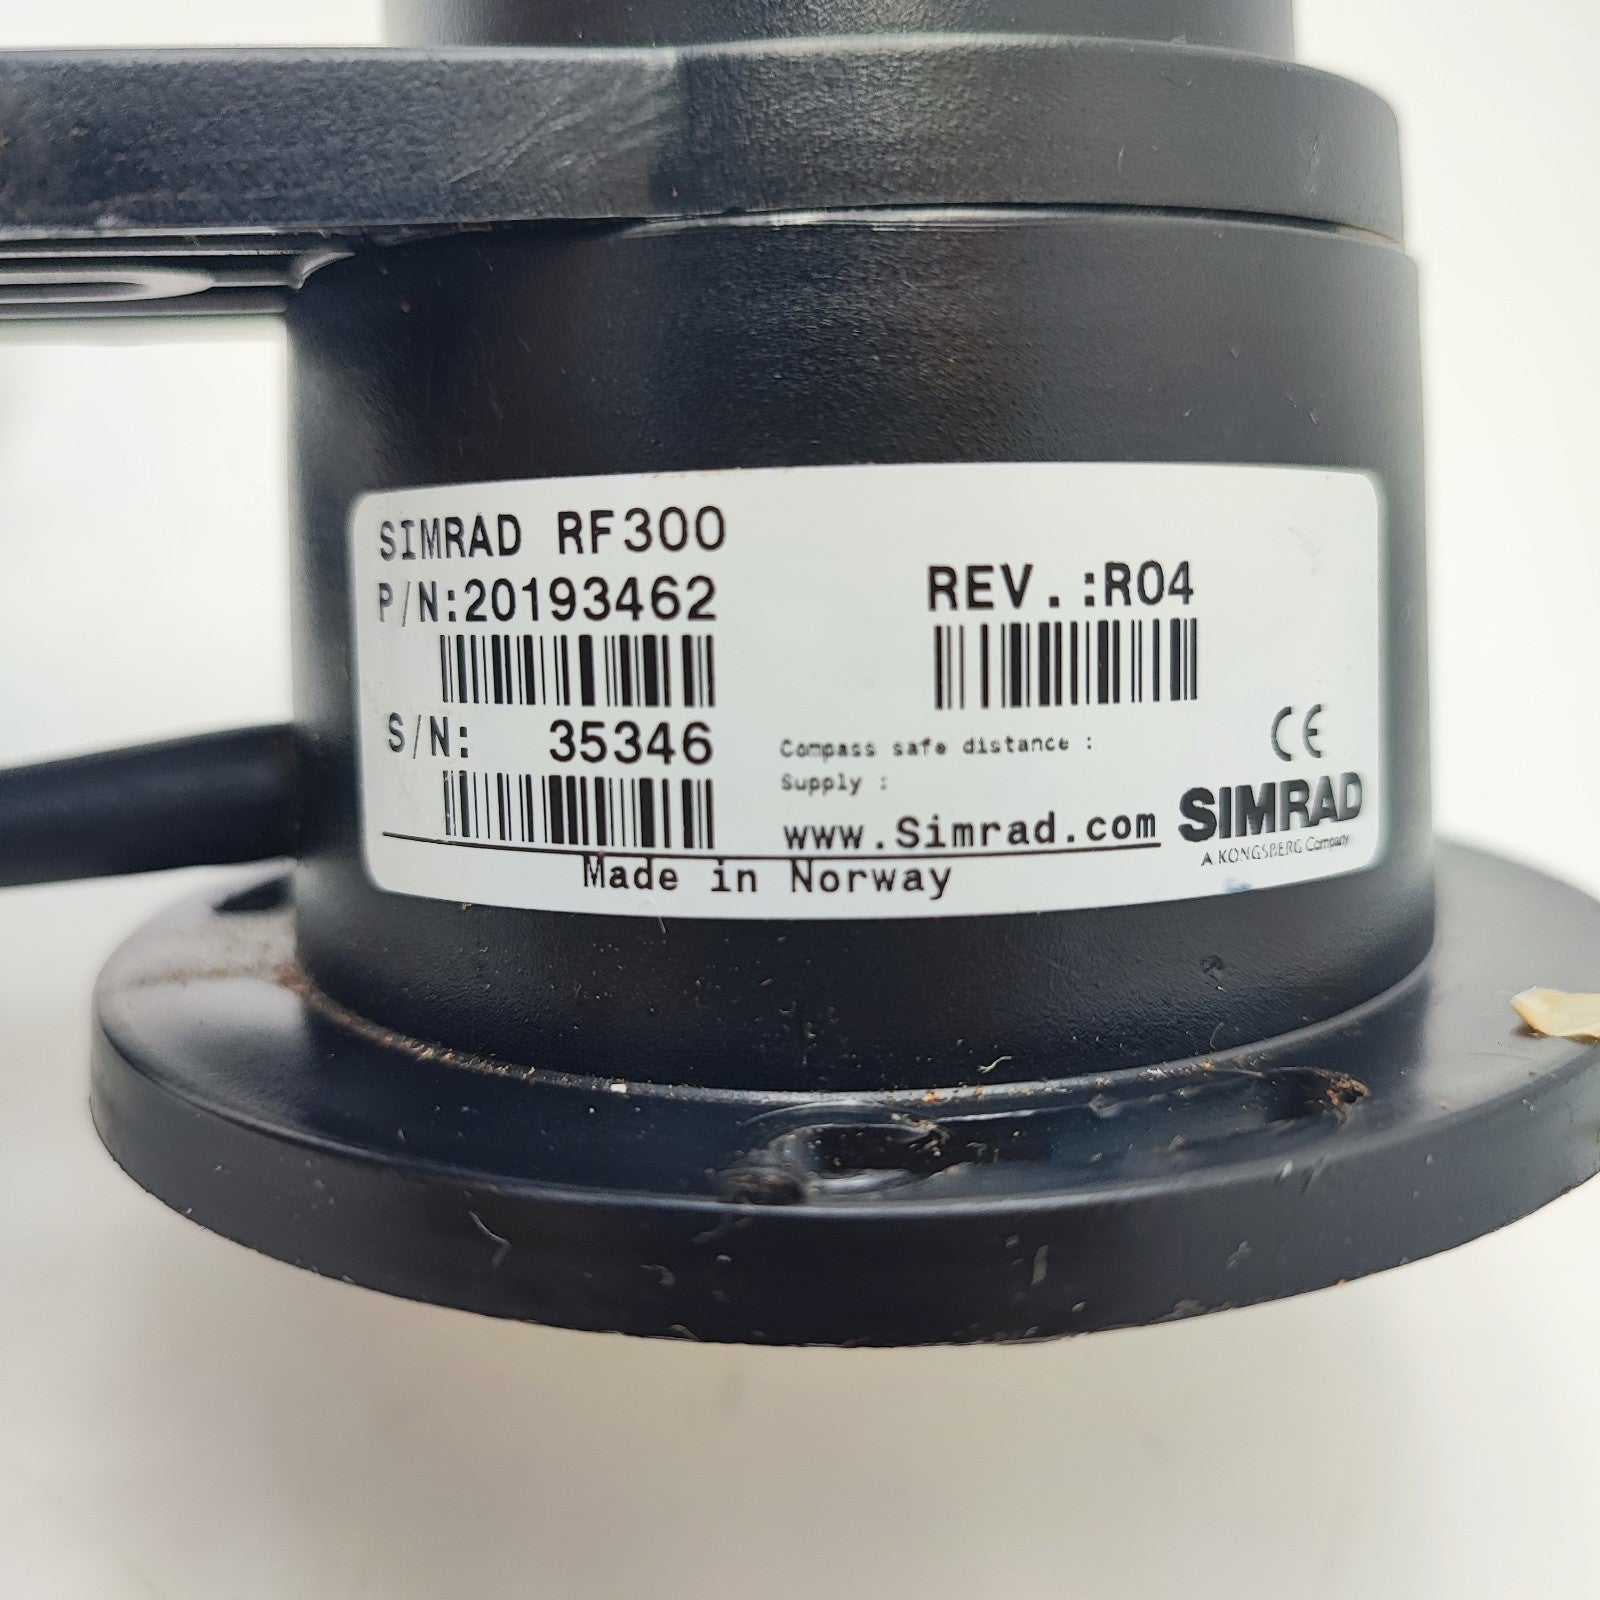 SIMRAD RF300
P/N:20193462
REV.:R04
S/N: 35346
Compass safe distance :
Supply :
www.Simrad.com
Made in Norway
CE
SIMRAD
A KONGSBERG Company